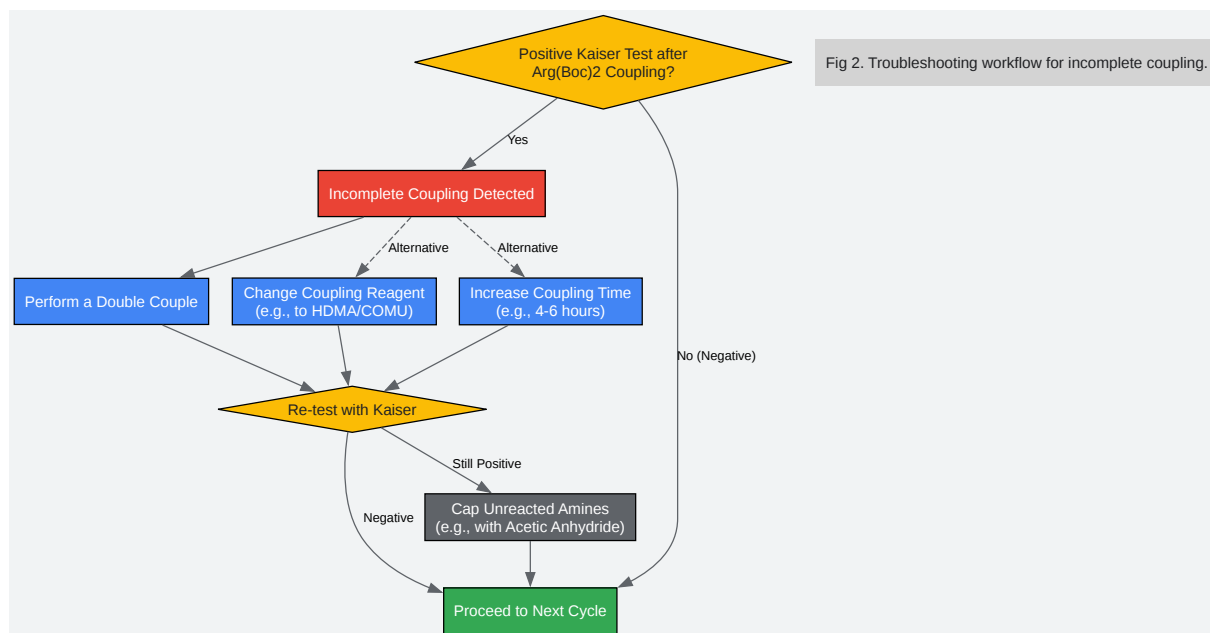 Positive Kaiser Test after
Arg(Boc)2 Coupling?
Fig 2. Troubleshooting workflow for incomplete coupling.
Yes
Incomplete Coupling Detected
Alternative
Alternative
Perform a Double Couple
Change Coupling Reagent
(e.g., to HDMA/COMU)
Increase Coupling Time
(e.g., 4-6 hours)
No (Negative)
Re-test with Kaiser
Still Positive
Negative
Cap Unreacted Amines
(e.g., with Acetic Anhydride)
Proceed to Next Cycle